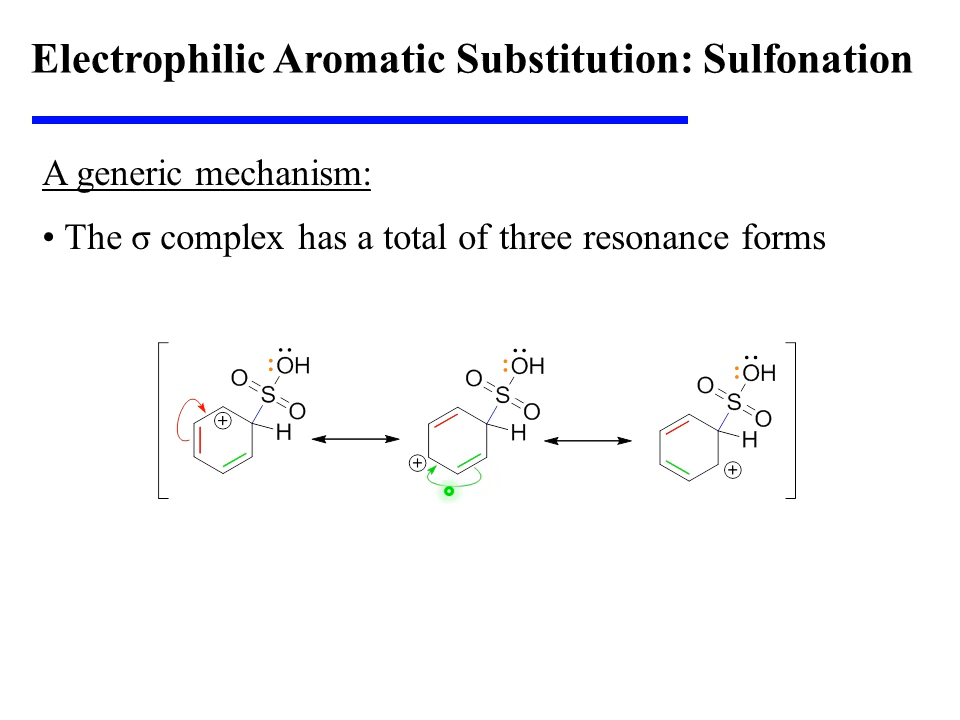 Electrophilic Aromatic Substitution: Sulfonation
A generic mechanism:
• The σ complex has a total of three resonance forms
OH
O
S
O
H
+
OH
O
S
O
H
+
OH
O
S
O
H
+